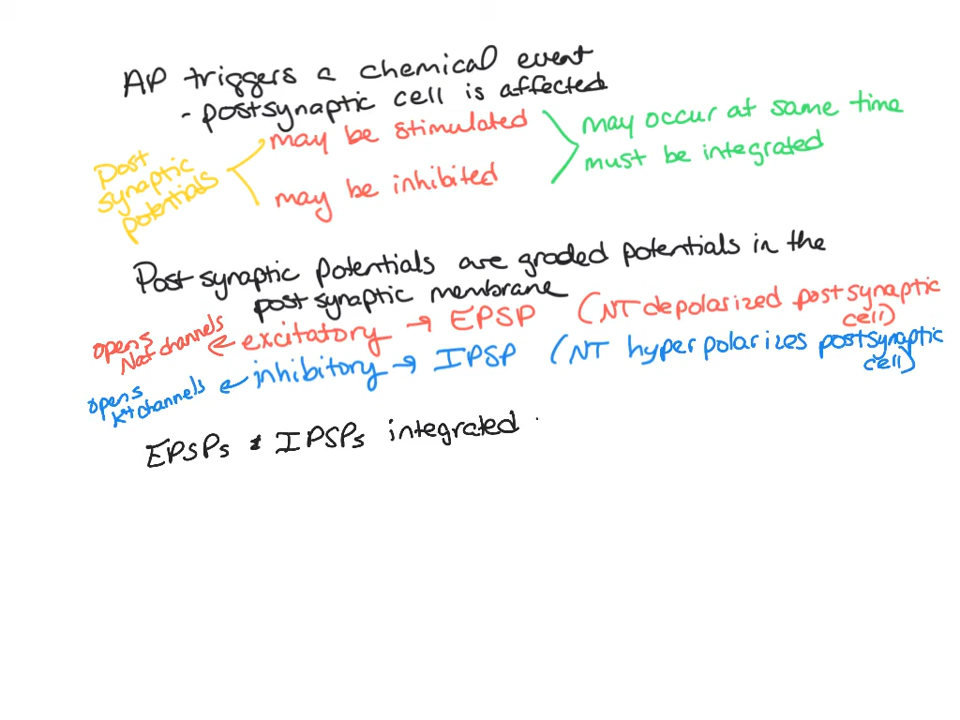 AP triggers a chemical event
- postsynaptic cell is affected
may be stimulated
may be inhibited
may occur at same time
must be integrated
Post
synaptic
potentials
Post synaptic potentials are graded potentials in the
post synaptic membrane
opens
Na+ channels
excitatory → EPSP (NT depolarized postsynaptic
cell)
opens
K+ channels
inhibitory → IPSP (NT hyperpolarizes postsynaptic
cell)
EPSPs & IPSPs integrated